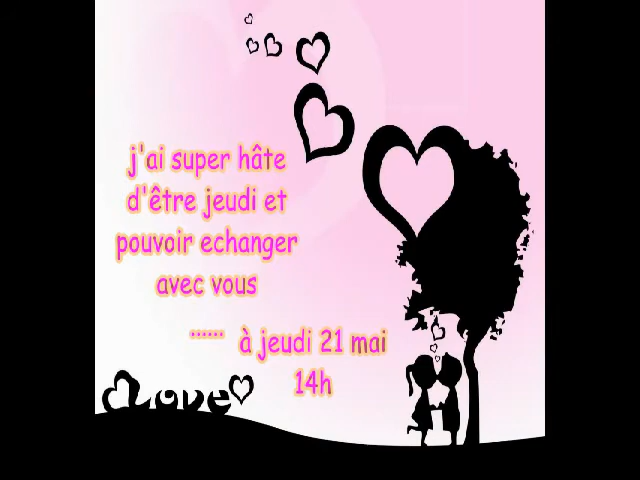 j'ai super hâte
d'être jeudi et
pouvoir echanger
avec vous
...... à jeudi 21 mai
14h
Love